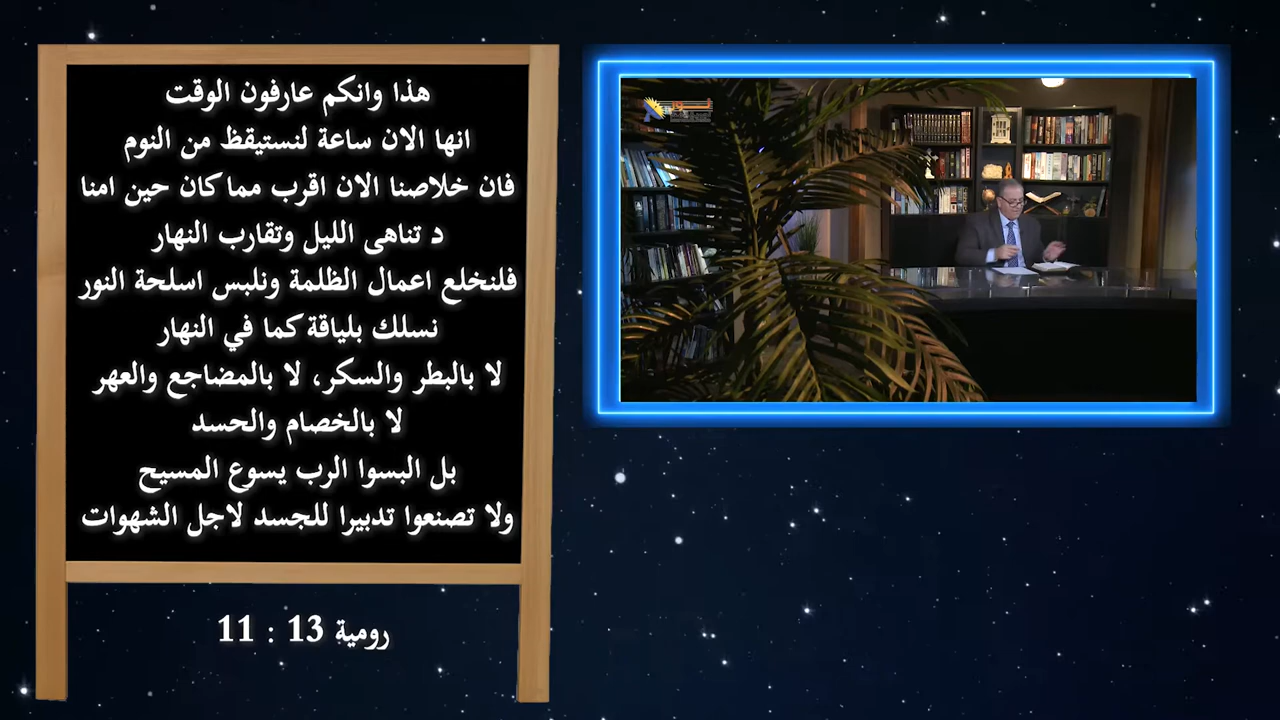 هذا وانكم عارفون الوقت
انها الان ساعة لنستيقظ من النوم
فان خلاصنا الان اقرب مما كان حين امنا
د تناهى الليل وتقارب النهار
فلنخلع اعمال الظلمة ونلبس اسلحة النور
نسلك بلياقة كما في النهار
لا بالبطر والسكر، لا بالمضاجع والعهر
لا بالخصام والحسد
بل البسوا الرب يسوع المسيح
ولا تصنعوا تدبيرا للجسد لاجل الشهوات
رومية 13 : 11